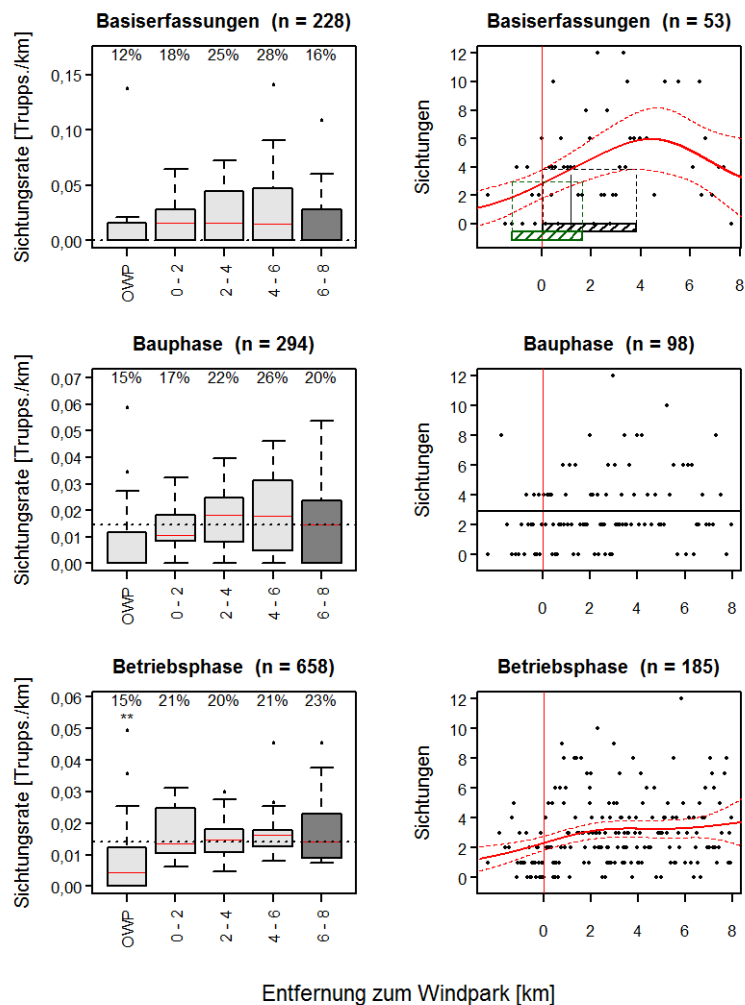 Basiserfassungen (n = 228)
12% 18% 25% 28% 16%
Sichtungsrate [Trupps./km]
0,15
0,10
0,05
0,00
OWP 0 - 2 2 - 4 4 - 6 6 - 8
Basiserfassungen (n = 53)
Sichtungen
12
10
8
6
4
2
0
0 2 4 6 8
Bauphase (n = 294)
15% 17% 22% 26% 20%
Sichtungsrate [Trupps./km]
0,07
0,06
0,05
0,04
0,03
0,02
0,01
0,00
OWP 0 - 2 2 - 4 4 - 6 6 - 8
Bauphase (n = 98)
Sichtungen
12
10
8
6
4
2
0
0 2 4 6 8
Betriebsphase (n = 658)
15% 21% 20% 21% 23%
**
Sichtungsrate [Trupps./km]
0,06
0,05
0,04
0,03
0,02
0,01
0,00
OWP 0 - 2 2 - 4 4 - 6 6 - 8
Betriebsphase (n = 185)
Sichtungen
12
10
8
6
4
2
0
0 2 4 6 8
Entfernung zum Windpark [km]